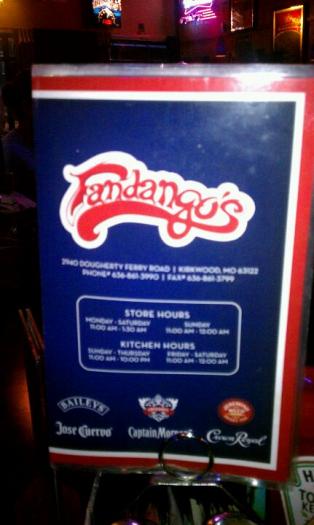 Fandango's
2940 DOUGHERTY FERRY ROAD | KIRKWOOD, MO 63122
PHONE# 636-861-3990 | FAX# 636-861-3799
STORE HOURS
MONDAY - SATURDAY
11:00 AM - 1:30 AM
SUNDAY
11:00 AM - 12:00 AM
KITCHEN HOURS
SUNDAY - THURSDAY
11:00 AM - 10:00 PM
FRIDAY - SATURDAY
11:00 AM - 12:00 AM
BAILEYS
Jose Cuervo
Captain Morgan
Crown Royal